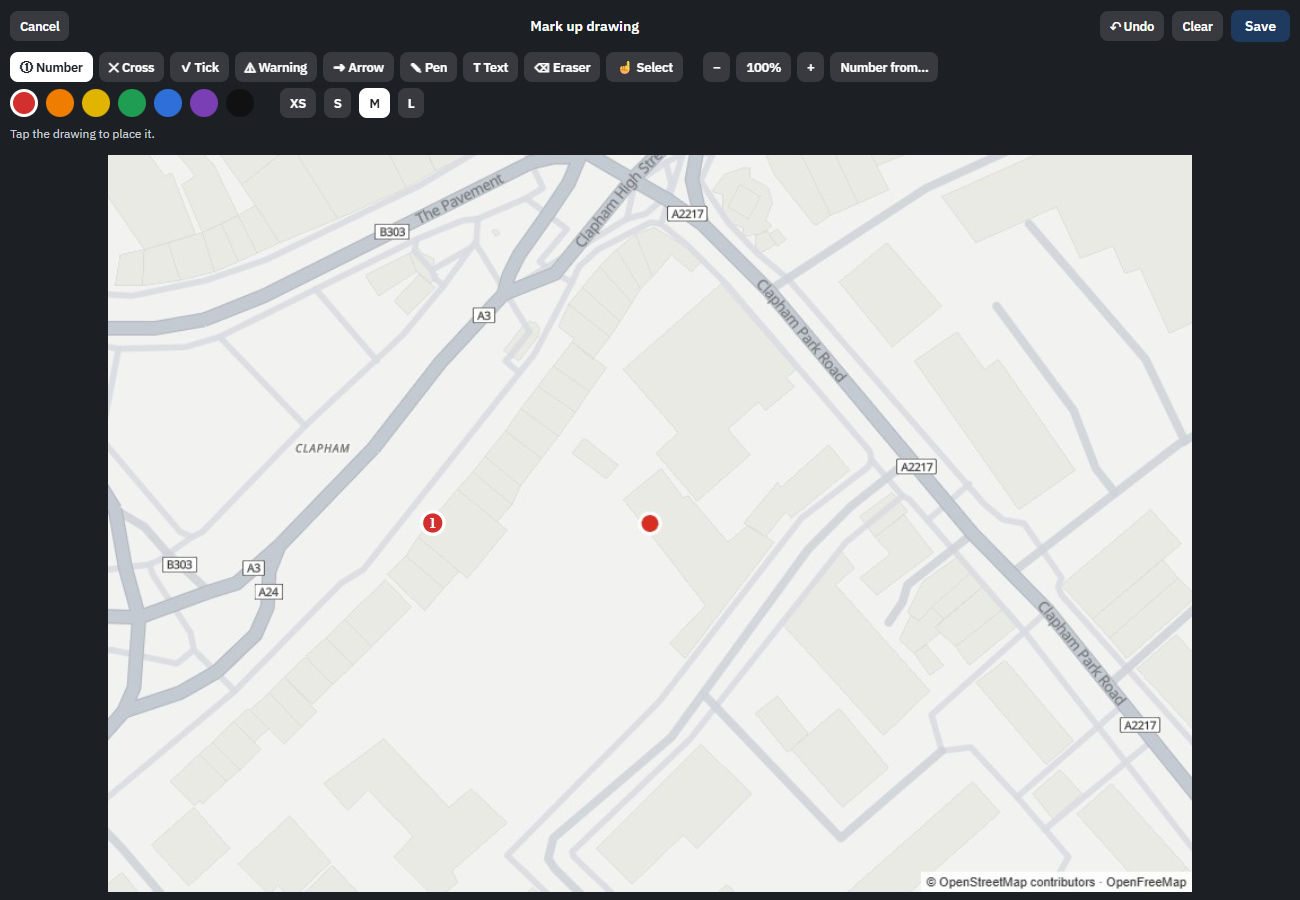 Cancel
Mark up drawing
↶ Undo
Clear
Save
① Number
✕ Cross
✓ Tick
⚠ Warning
➔ Arrow
✎ Pen
T Text
⌫ Eraser
☝ Select
−
100%
+
Number from...
XS
S
M
L
Tap the drawing to place it.
The Pavement
Clapham High Stre
A2217
B303
A3
Clapham Park Road
CLAPHAM
A2217
1
B303
A3
A24
Clapham Park Road
A2217
© OpenStreetMap contributors · OpenFreeMap